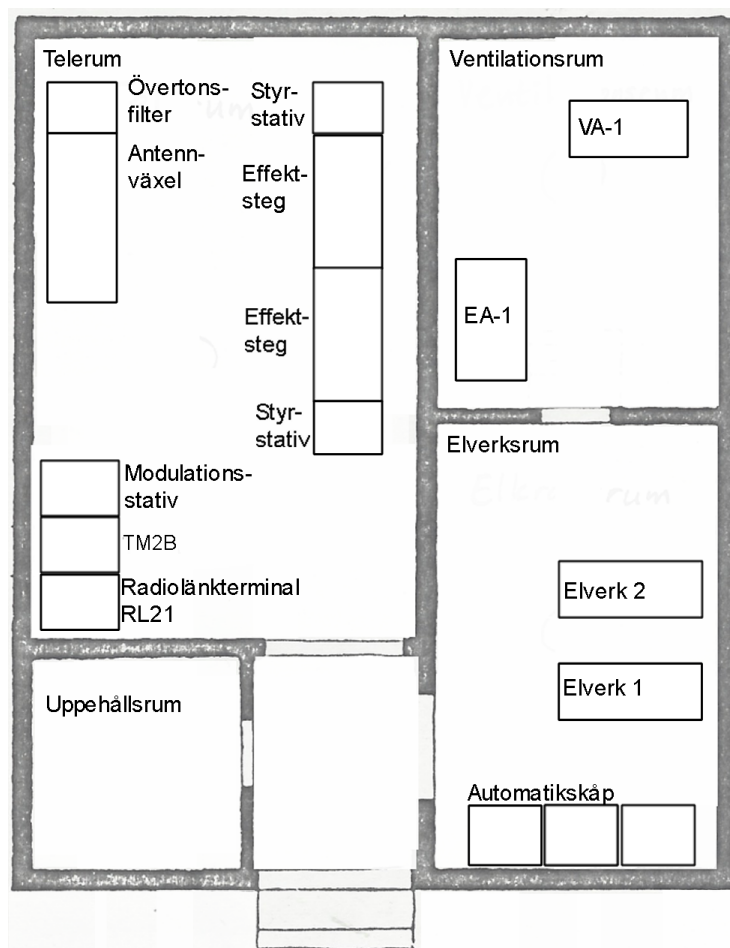 Telerum
Övertons-
filter
Antenn-
växel
Styr-
stativ
Effekt-
steg
Effekt-
steg
Styr-
stativ
Modulations-
stativ
TM2B
Radiolänkterminal
RL21
Uppehållsrum
Ventilationsrum
VA-1
EA-1
Elverksrum
Elverk 2
Elverk 1
Automatikskåp